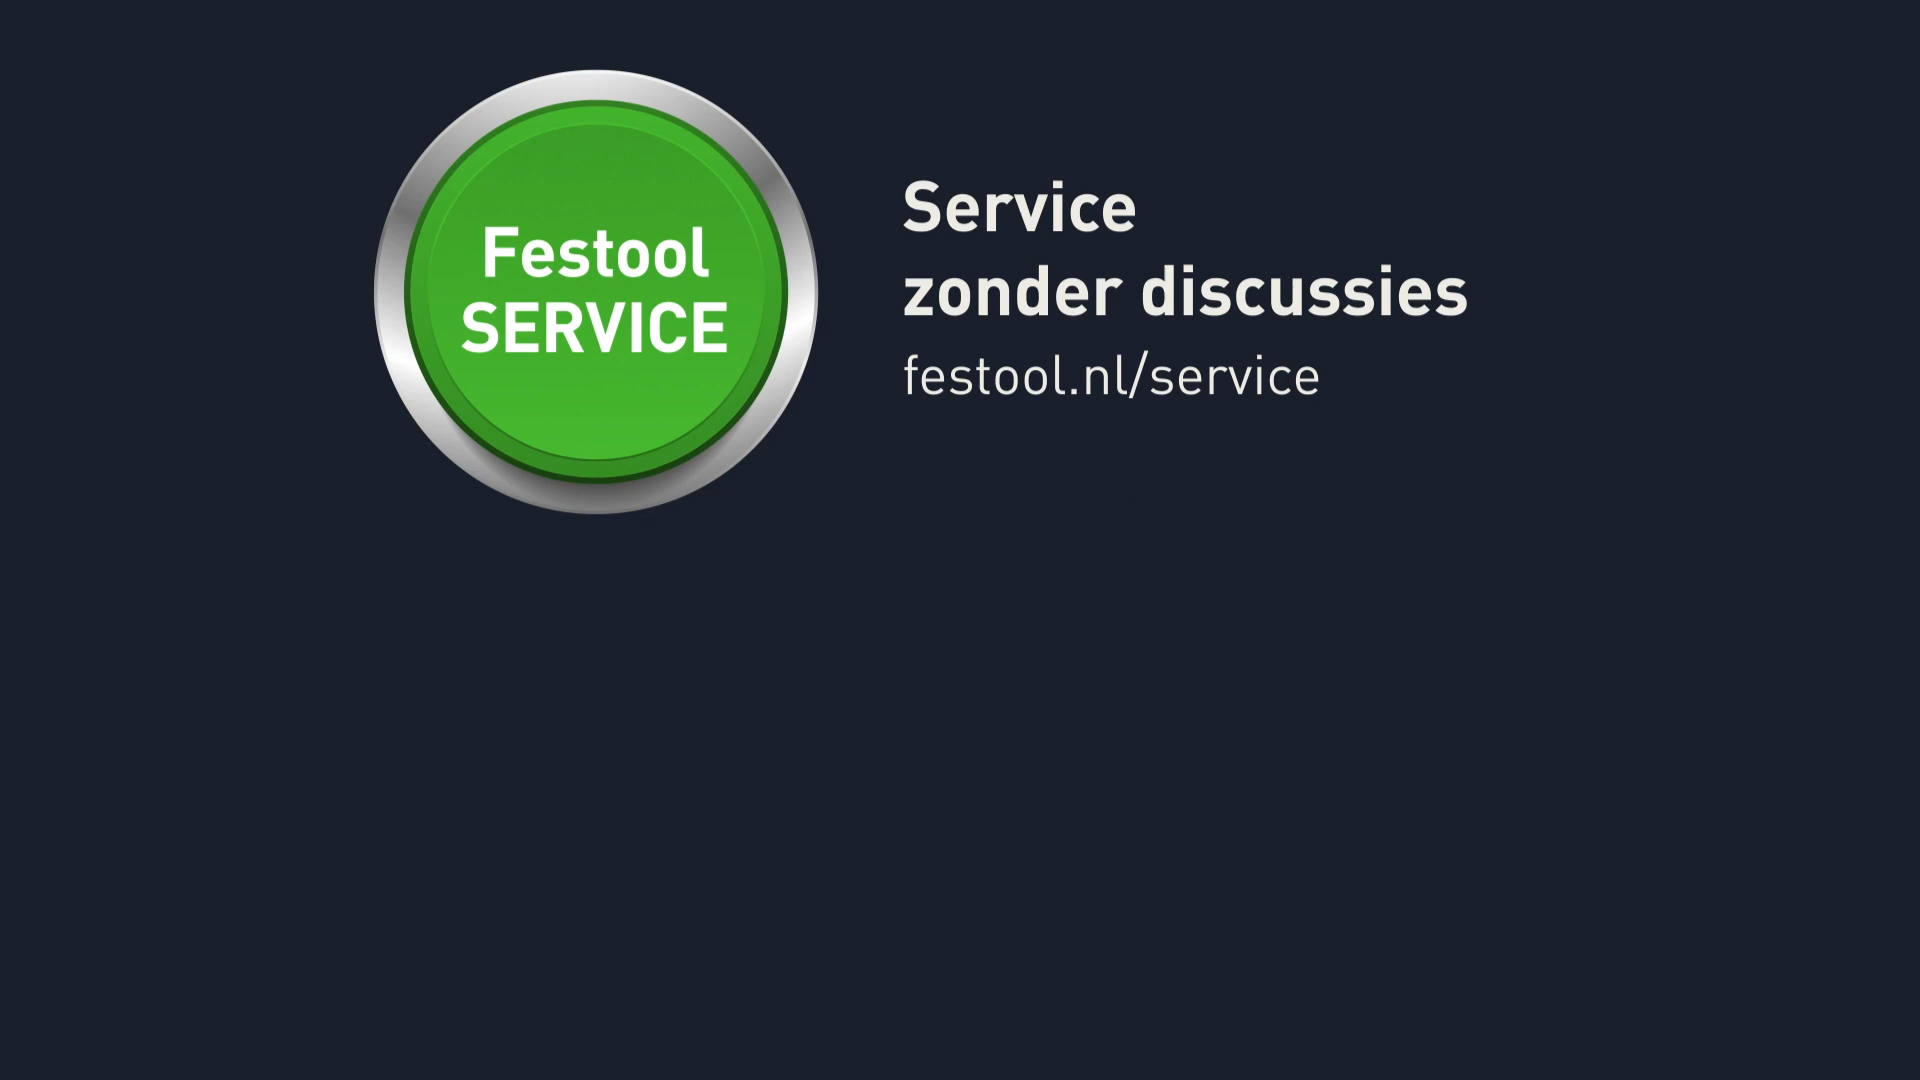 Festool
SERVICE
Service
zonder discussies
festool.nl/service